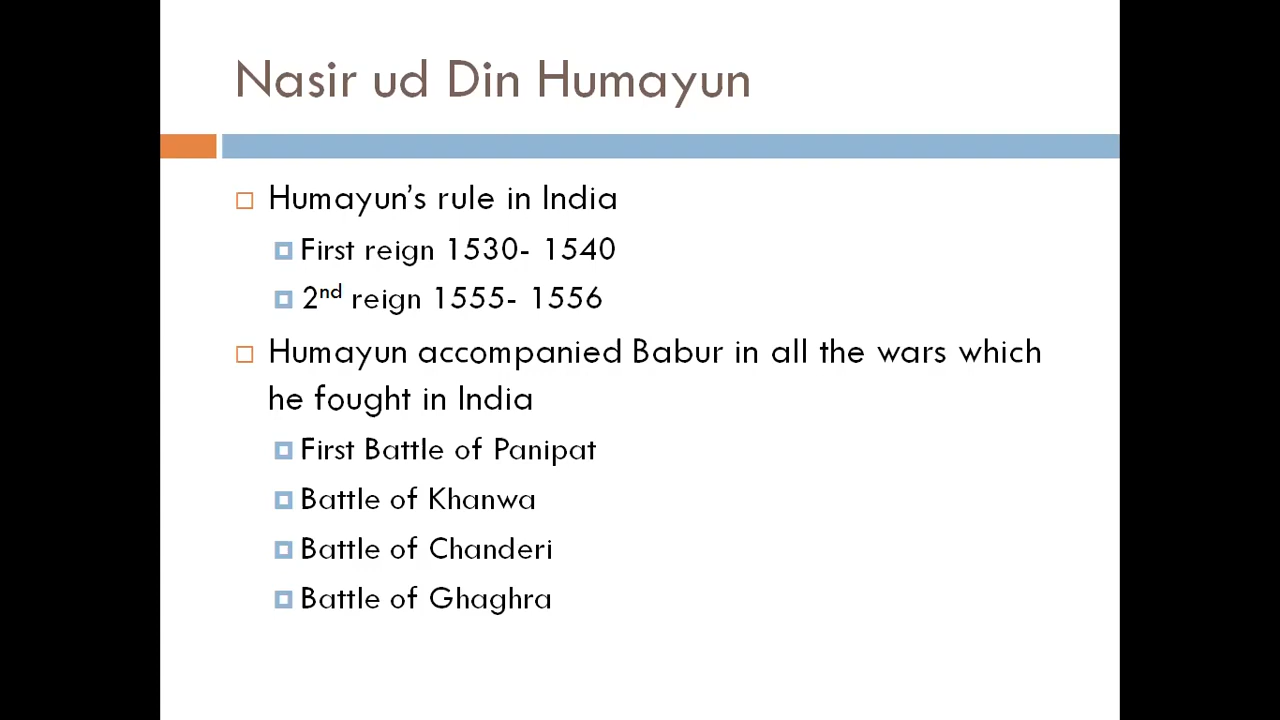 Nasir ud Din Humayun
Humayun's rule in India
First reign 1530- 1540
2nd reign 1555- 1556
Humayun accompanied Babur in all the wars which
he fought in India
First Battle of Panipat
Battle of Khanwa
Battle of Chanderi
Battle of Ghaghra